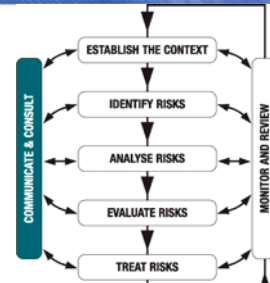 ESTABLISH THE CONTEXT
IDENTIFY RISKS
ANALYSE RISKS
EVALUATE RISKS
TREAT RISKS
COMMUNICATE & CONSULT
MONITOR AND REVIEW